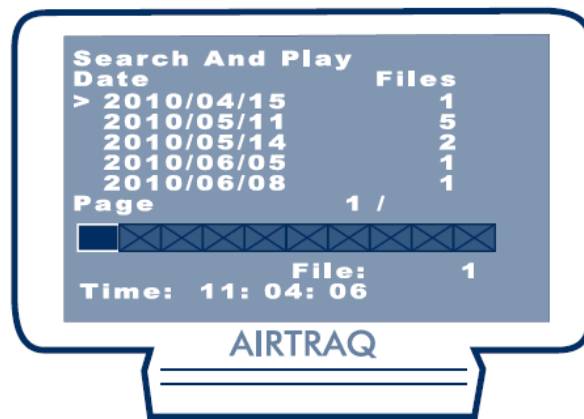 Search And Play
Date Files
> 2010/04/15 1
2010/05/11 5
2010/05/14 2
2010/06/05 1
2010/06/08 1
Page 1 /
File: 1
Time: 11: 04: 06
AIRTRAQ